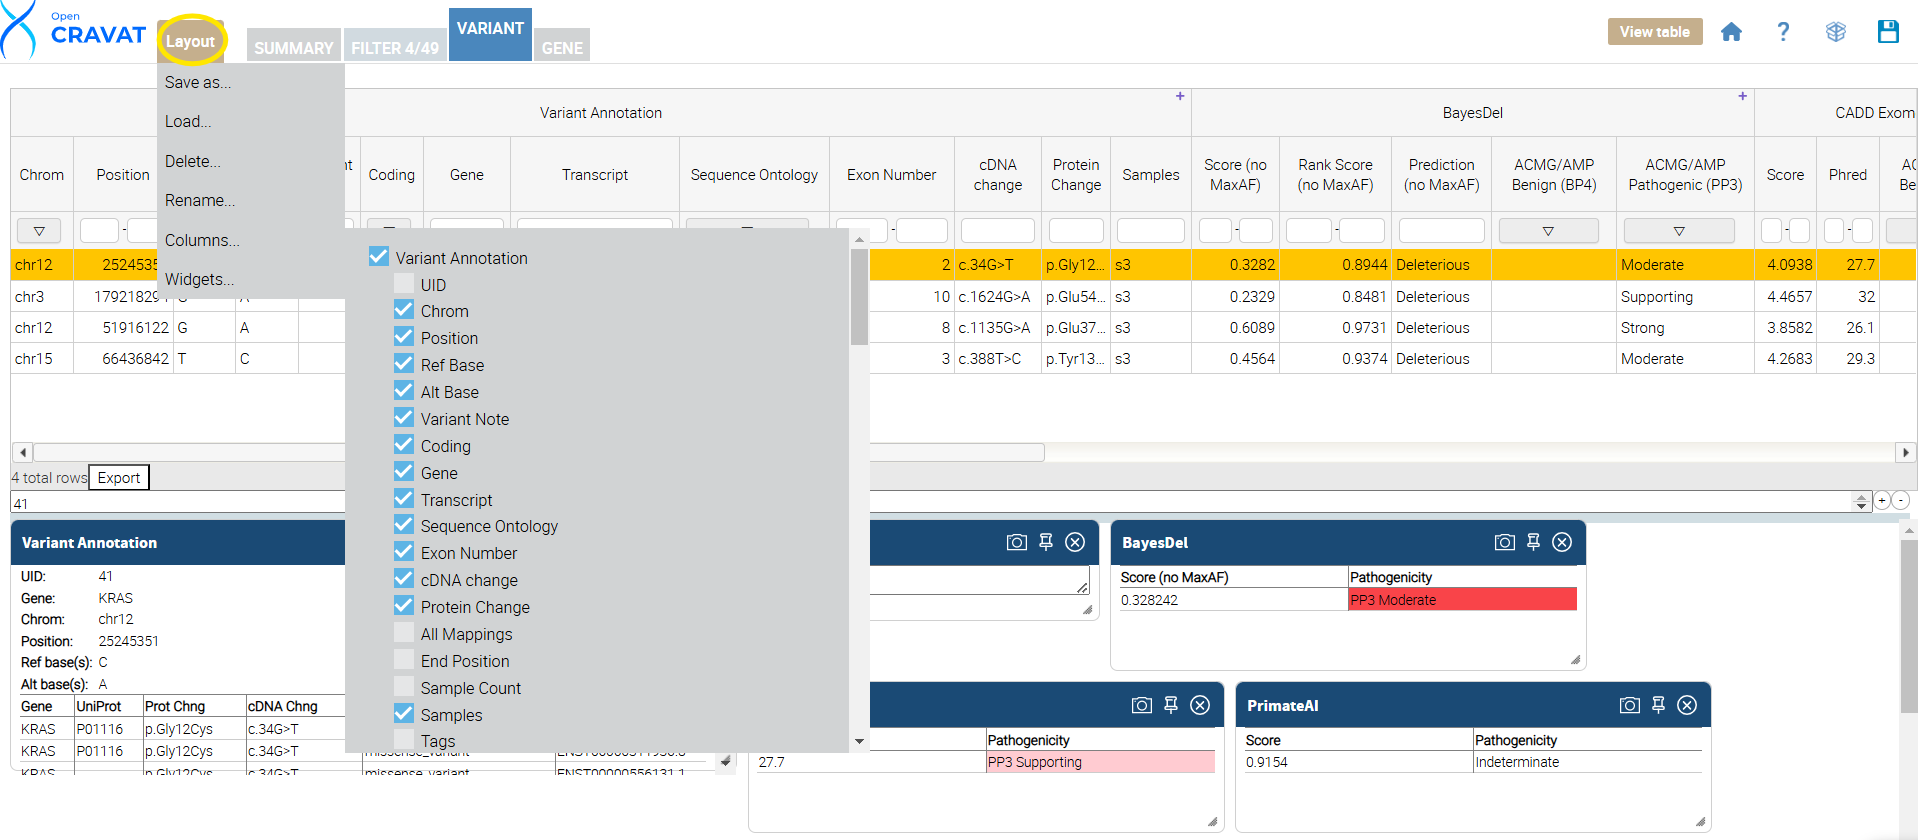 Open
CRAVAT
Layout
SUMMARY
FILTER 4/49
VARIANT
GENE
View table
?
Save as...
Load...
Delete...
Rename...
Columns...
Widgets...
Variant Annotation +
BayesDel +
CADD Exom
Chrom Position Coding Gene Transcript Sequence Ontology Exon Number cDNA change Protein Change Samples Score (no MaxAF) Rank Score (no MaxAF) Prediction (no MaxAF) ACMG/AMP Benign (BP4) ACMG/AMP Pathogenic (PP3) Score Phred
chr12 2524535 2 c.34G>T p.Gly12... s3 0.3282 0.8944 Deleterious Moderate 4.0938 27.7
chr3 10 c.1624G>A p.Glu54... s3 0.2329 0.8481 Deleterious Supporting 4.4657 32
chr12 51916122 G A 8 c.1135G>A p.Glu37... s3 0.6089 0.9731 Deleterious Strong 3.8582 26.1
chr15 66436842 T C 3 c.388T>C p.Tyr13... s3 0.4564 0.9374 Deleterious Moderate 4.2683 29.3
Variant Annotation
UID
Chrom
Position
Ref Base
Alt Base
Variant Note
Coding
Gene
Transcript
Sequence Ontology
Exon Number
cDNA change
Protein Change
All Mappings
End Position
Sample Count
Samples
Tags
4 total rows Export
41
+ -
Variant Annotation
UID: 41
Gene: KRAS
Chrom: chr12
Position: 25245351
Ref base(s): C
Alt base(s): A
Gene UniProt Prot Chng cDNA Chng
KRAS P01116 p.Gly12Cys c.34G>T
KRAS P01116 p.Gly12Cys c.34G>T missense_variant
KRAS p.Gly12Cys c.34G>T missense_variant ENST00000556131.1
BayesDel
Score (no MaxAF) Pathogenicity
0.328242 PP3 Moderate
Pathogenicity
27.7 PP3 Supporting
PrimateAI
Score Pathogenicity
0.9154 Indeterminate